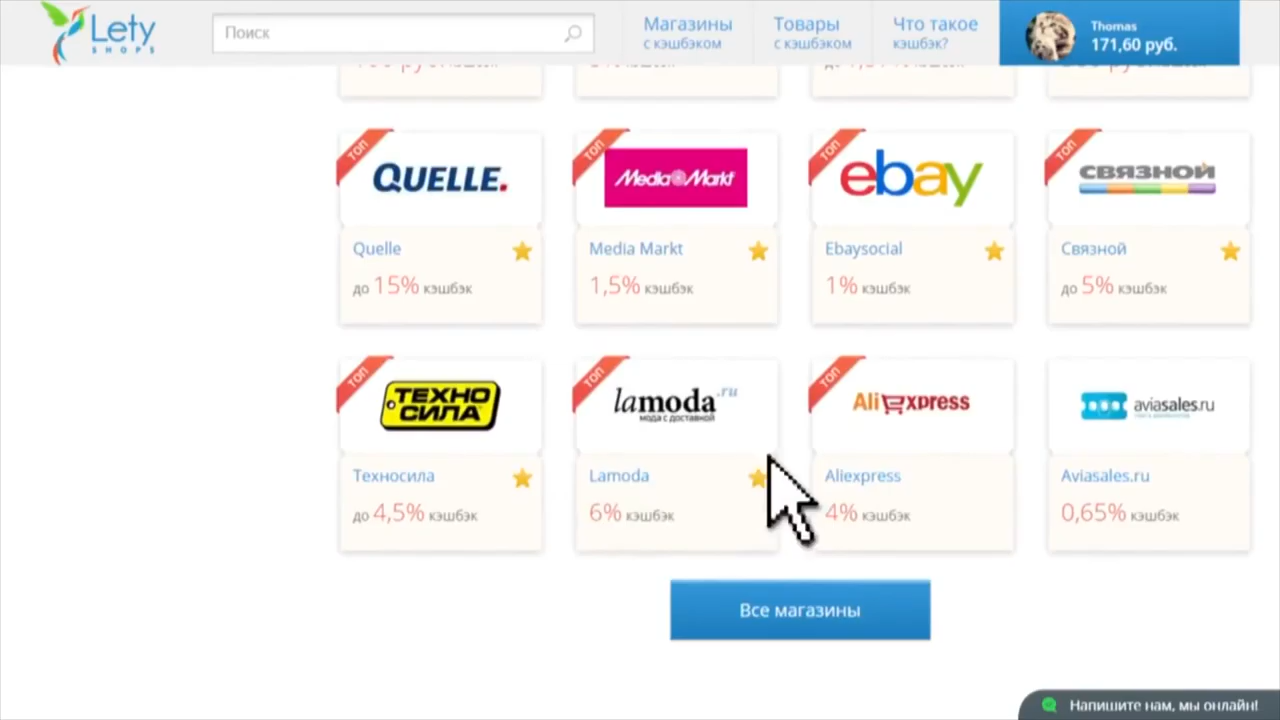 Lety
SHOPS
Поиск
Магазины
с кэшбэком
Товары
с кэшбэком
Что такое
кэшбэк?
Thomas
171,60 руб.
ТОП
QUELLE.
ТОП
Media Markt
ТОП
ebay
ТОП
СВЯЗНОЙ
Quelle
до 15% кэшбэк
Media Markt
1,5% кэшбэк
Ebaysocial
1% кэшбэк
Связной
до 5% кэшбэк
ТОП
ТЕХНО
СИЛА
ТОП
lamoda.ru
мода с доставкой
ТОП
AliExpress
aviasales.ru
Техносила
до 4,5% кэшбэк
Lamoda
6% кэшбэк
Aliexpress
4% кэшбэк
Aviasales.ru
0,65% кэшбэк
Все магазины
Напишите нам, мы онлайн!